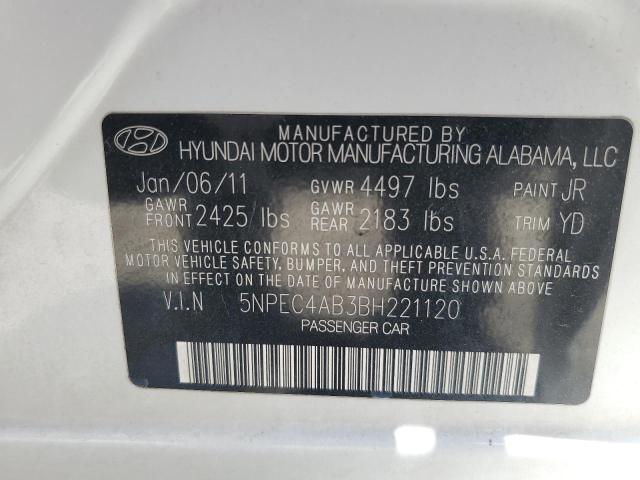 MANUFACTURED BY
HYUNDAI MOTOR MANUFACTURING ALABAMA, LLC
Jan/06/11 GVWR 4497 lbs PAINT JR
GAWR FRONT 2425 lbs GAWR REAR 2183 lbs TRIM YD
THIS VEHICLE CONFORMS TO ALL APPLICABLE U.S.A. FEDERAL
MOTOR VEHICLE SAFETY, BUMPER, AND THEFT PREVENTION STANDARDS
IN EFFECT ON THE DATE OF MANUFACTURE SHOWN ABOVE.
V.I.N 5NPEC4AB3BH221120
PASSENGER CAR